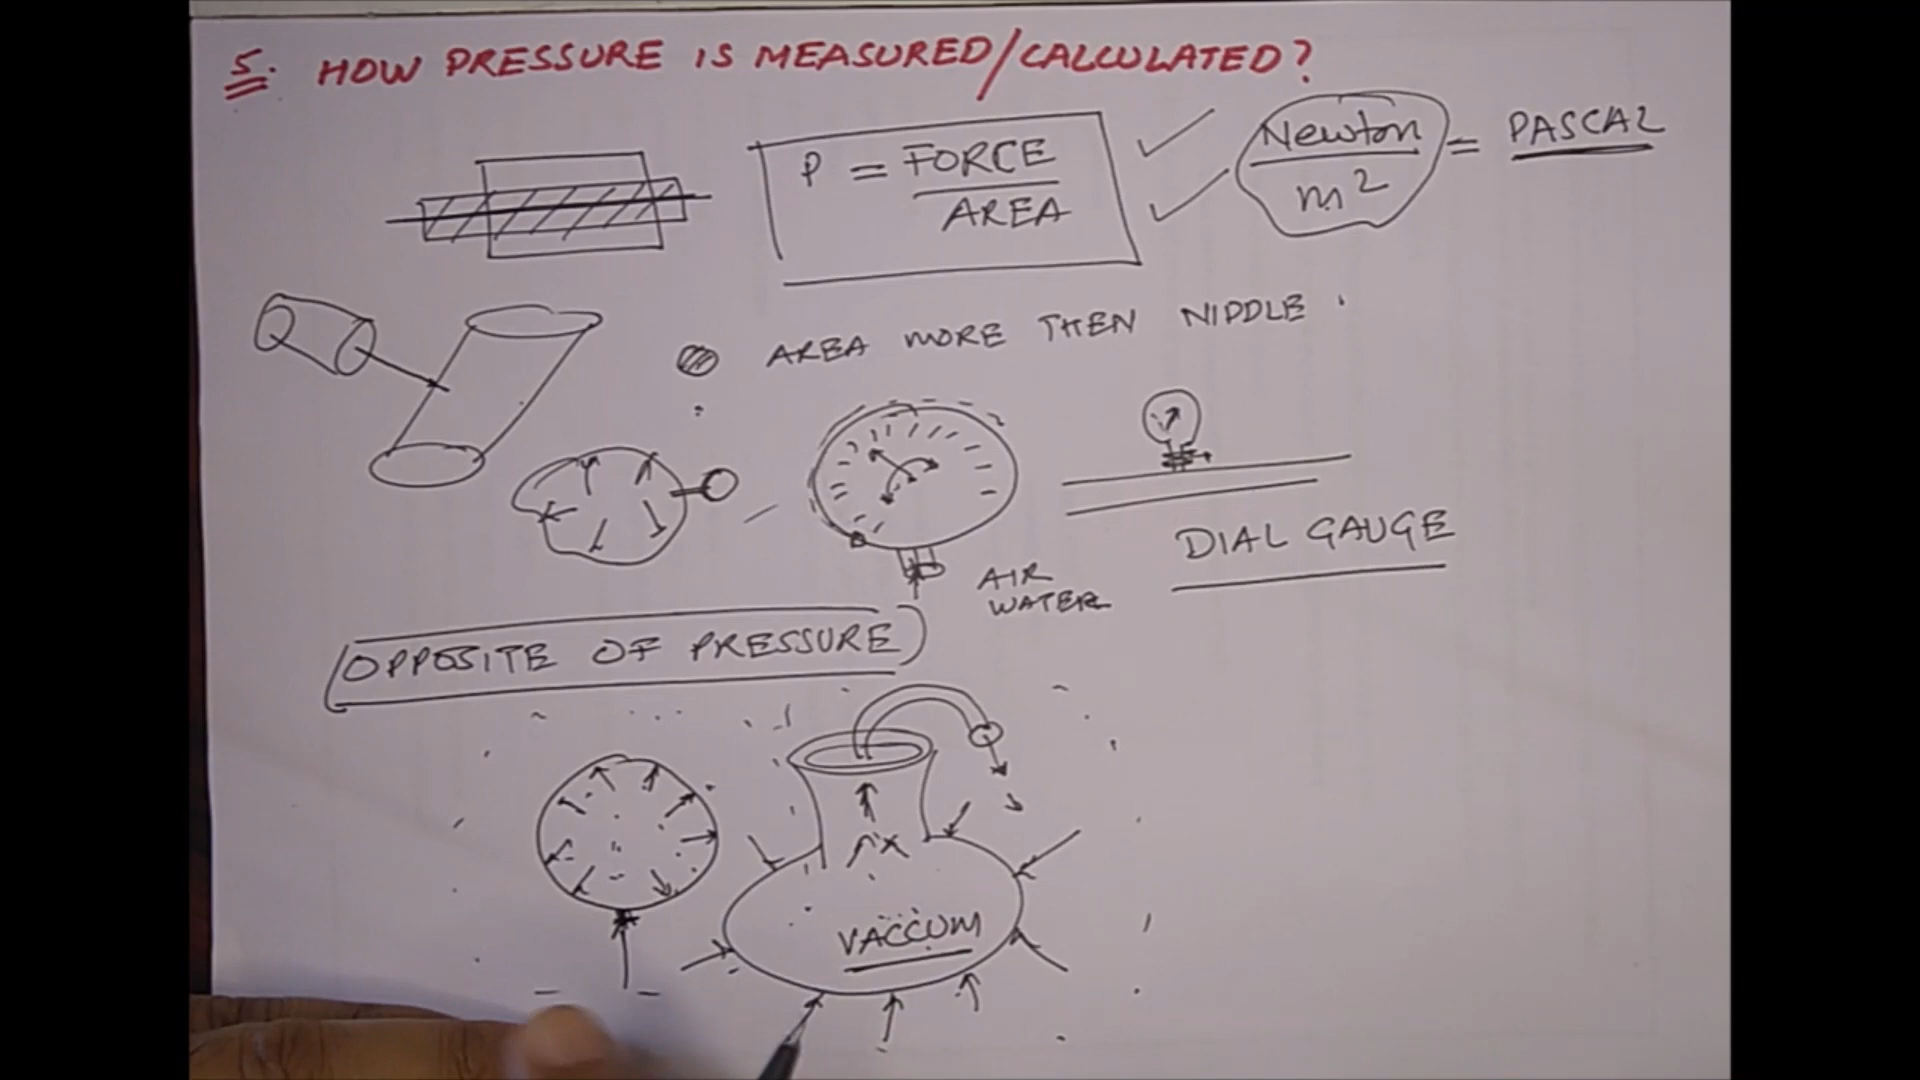 5. HOW PRESSURE IS MEASURED/CALCULATED?
P = FORCE
AREA
Newton
m²
= PASCAL
AREA MORE THEN NIDDLE .
AIR
WATER
DIAL GAUGE
OPPOSITE OF PRESSURE
VACCUM